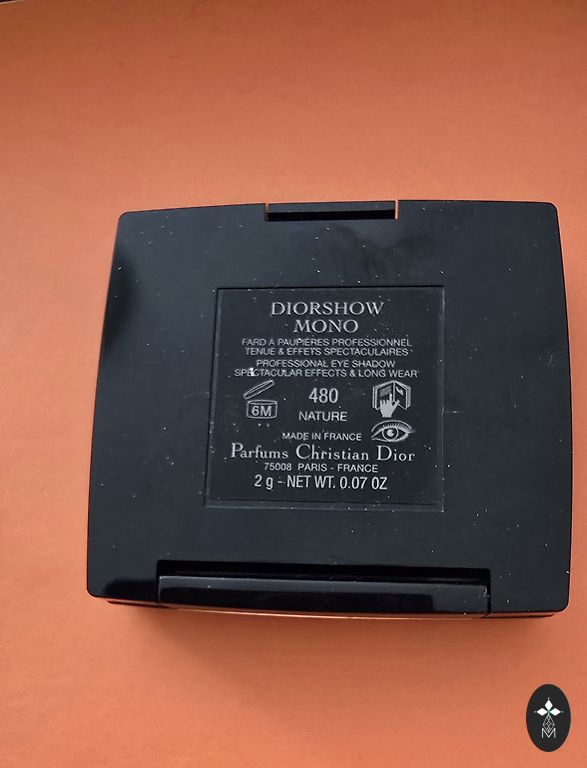 DIORSHOW
MONO
FARD À PAUPIÈRES PROFESSIONNEL
TENUE & EFFETS SPECTACULAIRES
PROFESSIONAL EYE SHADOW
SPECTACULAR EFFECTS & LONG WEAR
6M
480
NATURE
MADE IN FRANCE
Parfums Christian Dior
75008 PARIS - FRANCE
2 g - NET WT. 0.07 OZ
M